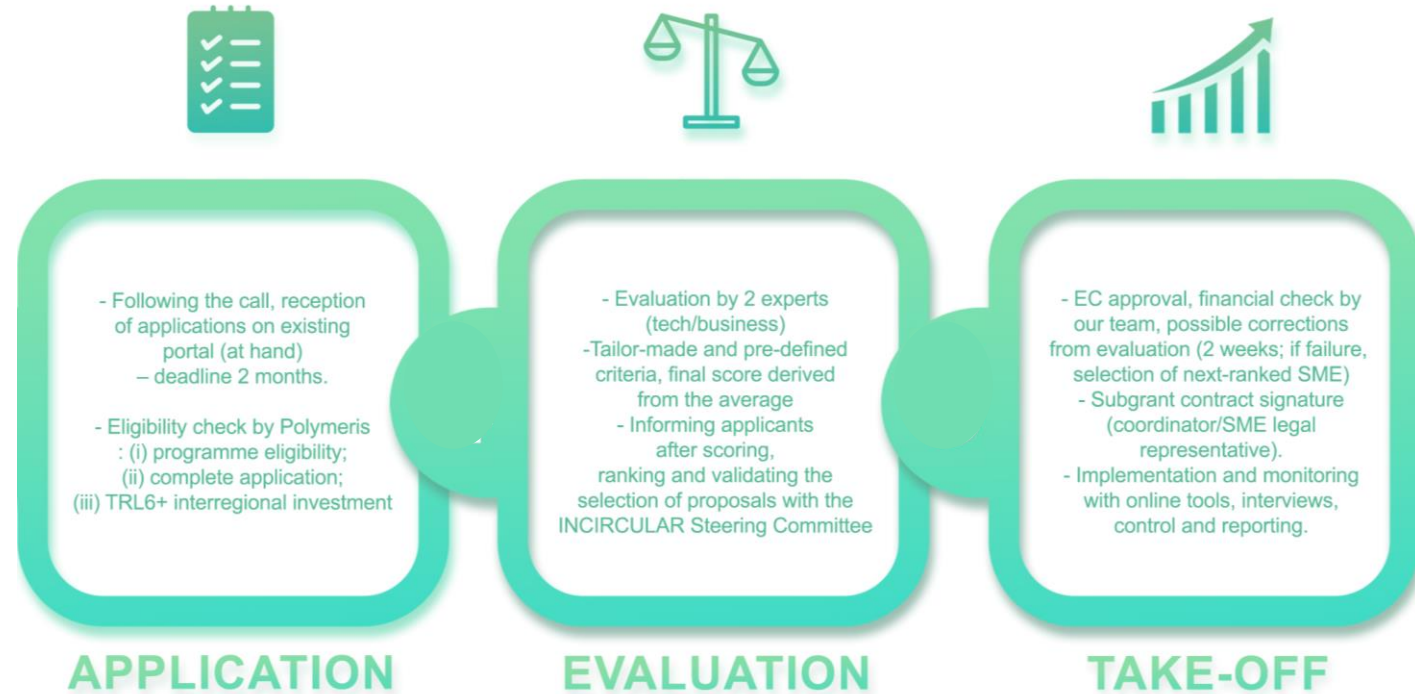 - Following the call, reception
of applications on existing
portal (at hand)
– deadline 2 months.
- Eligibility check by Polymeris
: (i) programme eligibility;
(ii) complete application;
(iii) TRL6+ interregional investment
APPLICATION
- Evaluation by 2 experts
(tech/business)
-Tailor-made and pre-defined
criteria, final score derived
from the average
- Informing applicants
after scoring,
ranking and validating the
selection of proposals with the
INCIRCULAR Steering Committee
EVALUATION
- EC approval, financial check by
our team, possible corrections
from evaluation (2 weeks; if failure,
selection of next-ranked SME)
- Subgrant contract signature
(coordinator/SME legal
representative).
- Implementation and monitoring
with online tools, interviews,
control and reporting.
TAKE-OFF